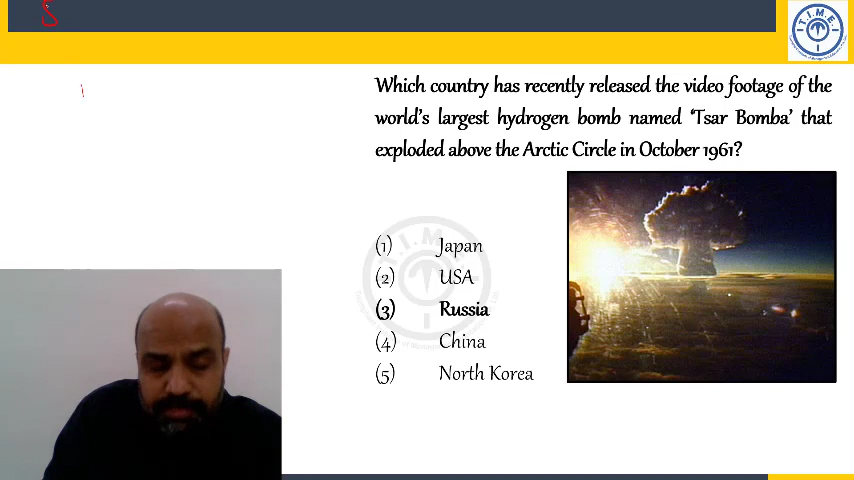 T.I.M.E.
Which country has recently released the video footage of the
world's largest hydrogen bomb named 'Tsar Bomba' that
exploded above the Arctic Circle in October 1961?
(1) Japan
(2) USA
(3) Russia
(4) China
(5) North Korea